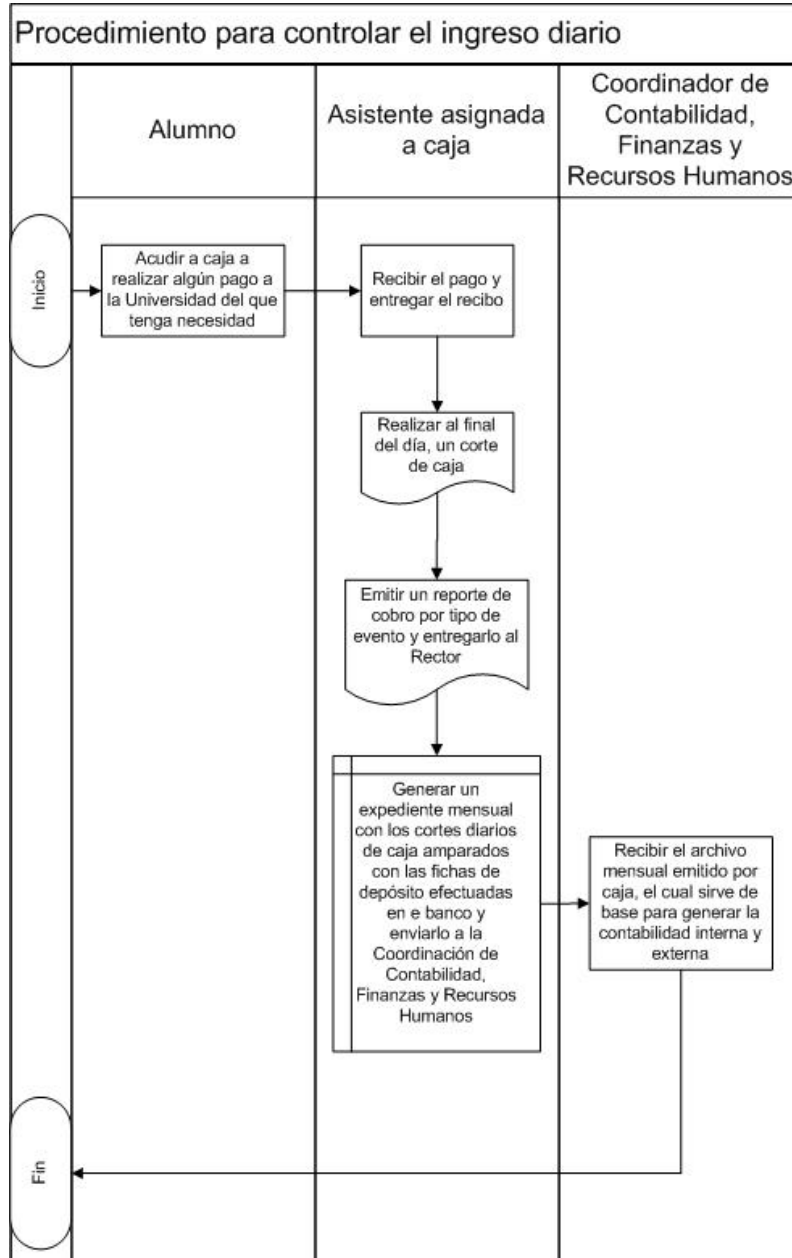 Procedimiento para controlar el ingreso diario
Alumno
Asistente asignada
a caja
Coordinador de
Contabilidad,
Finanzas y
Recursos Humanos
Inicio
Acudir a caja a
realizar algún pago a
la Universidad del que
tenga necesidad
Recibir el pago y
entregar el recibo
Realizar al final
del día, un corte
de caja
Emitir un reporte de
cobro por tipo de
evento y entregarlo al
Rector
Generar un
expediente mensual
con los cortes diarios
de caja amparados
con las fichas de
depósito efectuadas
en e banco y
enviarlo a la
Coordinación de
Contabilidad,
Finanzas y Recursos
Humanos
Recibir el archivo
mensual emitido por
caja, el cual sirve de
base para generar la
contabilidad interna y
externa
Fin